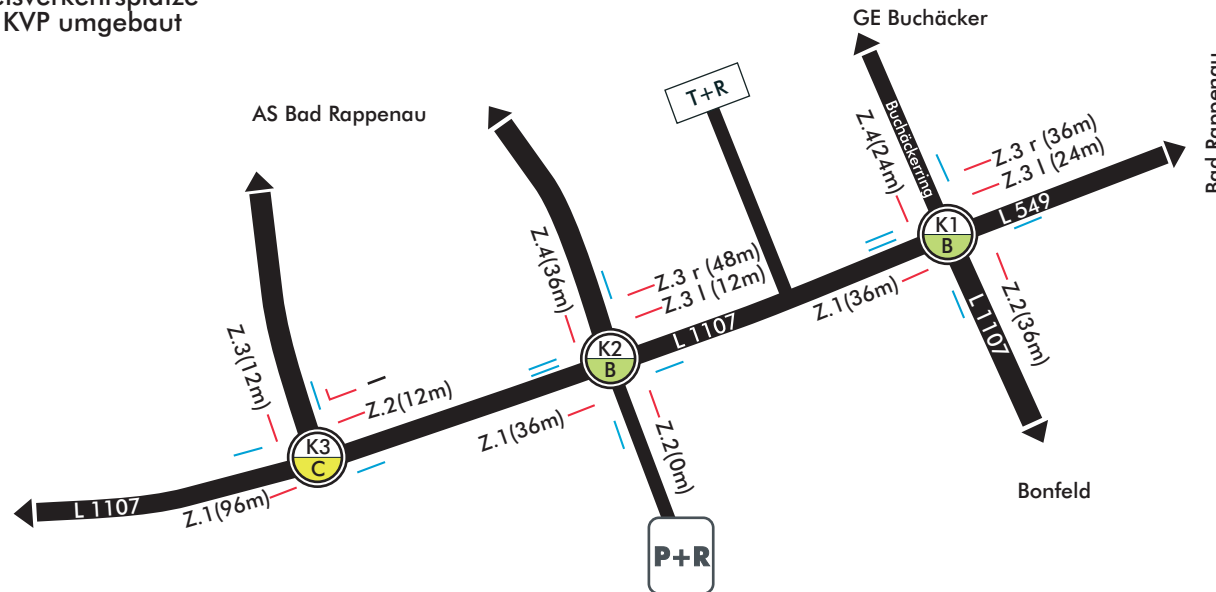 KVP umgebaut
GE Buchäcker
AS Bad Rappenau
Bad Rappenau
T+R
Buchäckerring
Z.4(24m)
Z.3 r (36m)
Z.3 l (24m)
L 549
K1
B
Z.4(36m)
Z.3 r (48m)
Z.3 l (12m)
L 1107
Z.1(36m)
L 1107
Z.2(36m)
K2
B
Z.3(12m)
Z.2(12m)
Z.1(36m)
Z.2(0m)
K3
C
L 1107
Z.1(96m)
Bonfeld
P+R